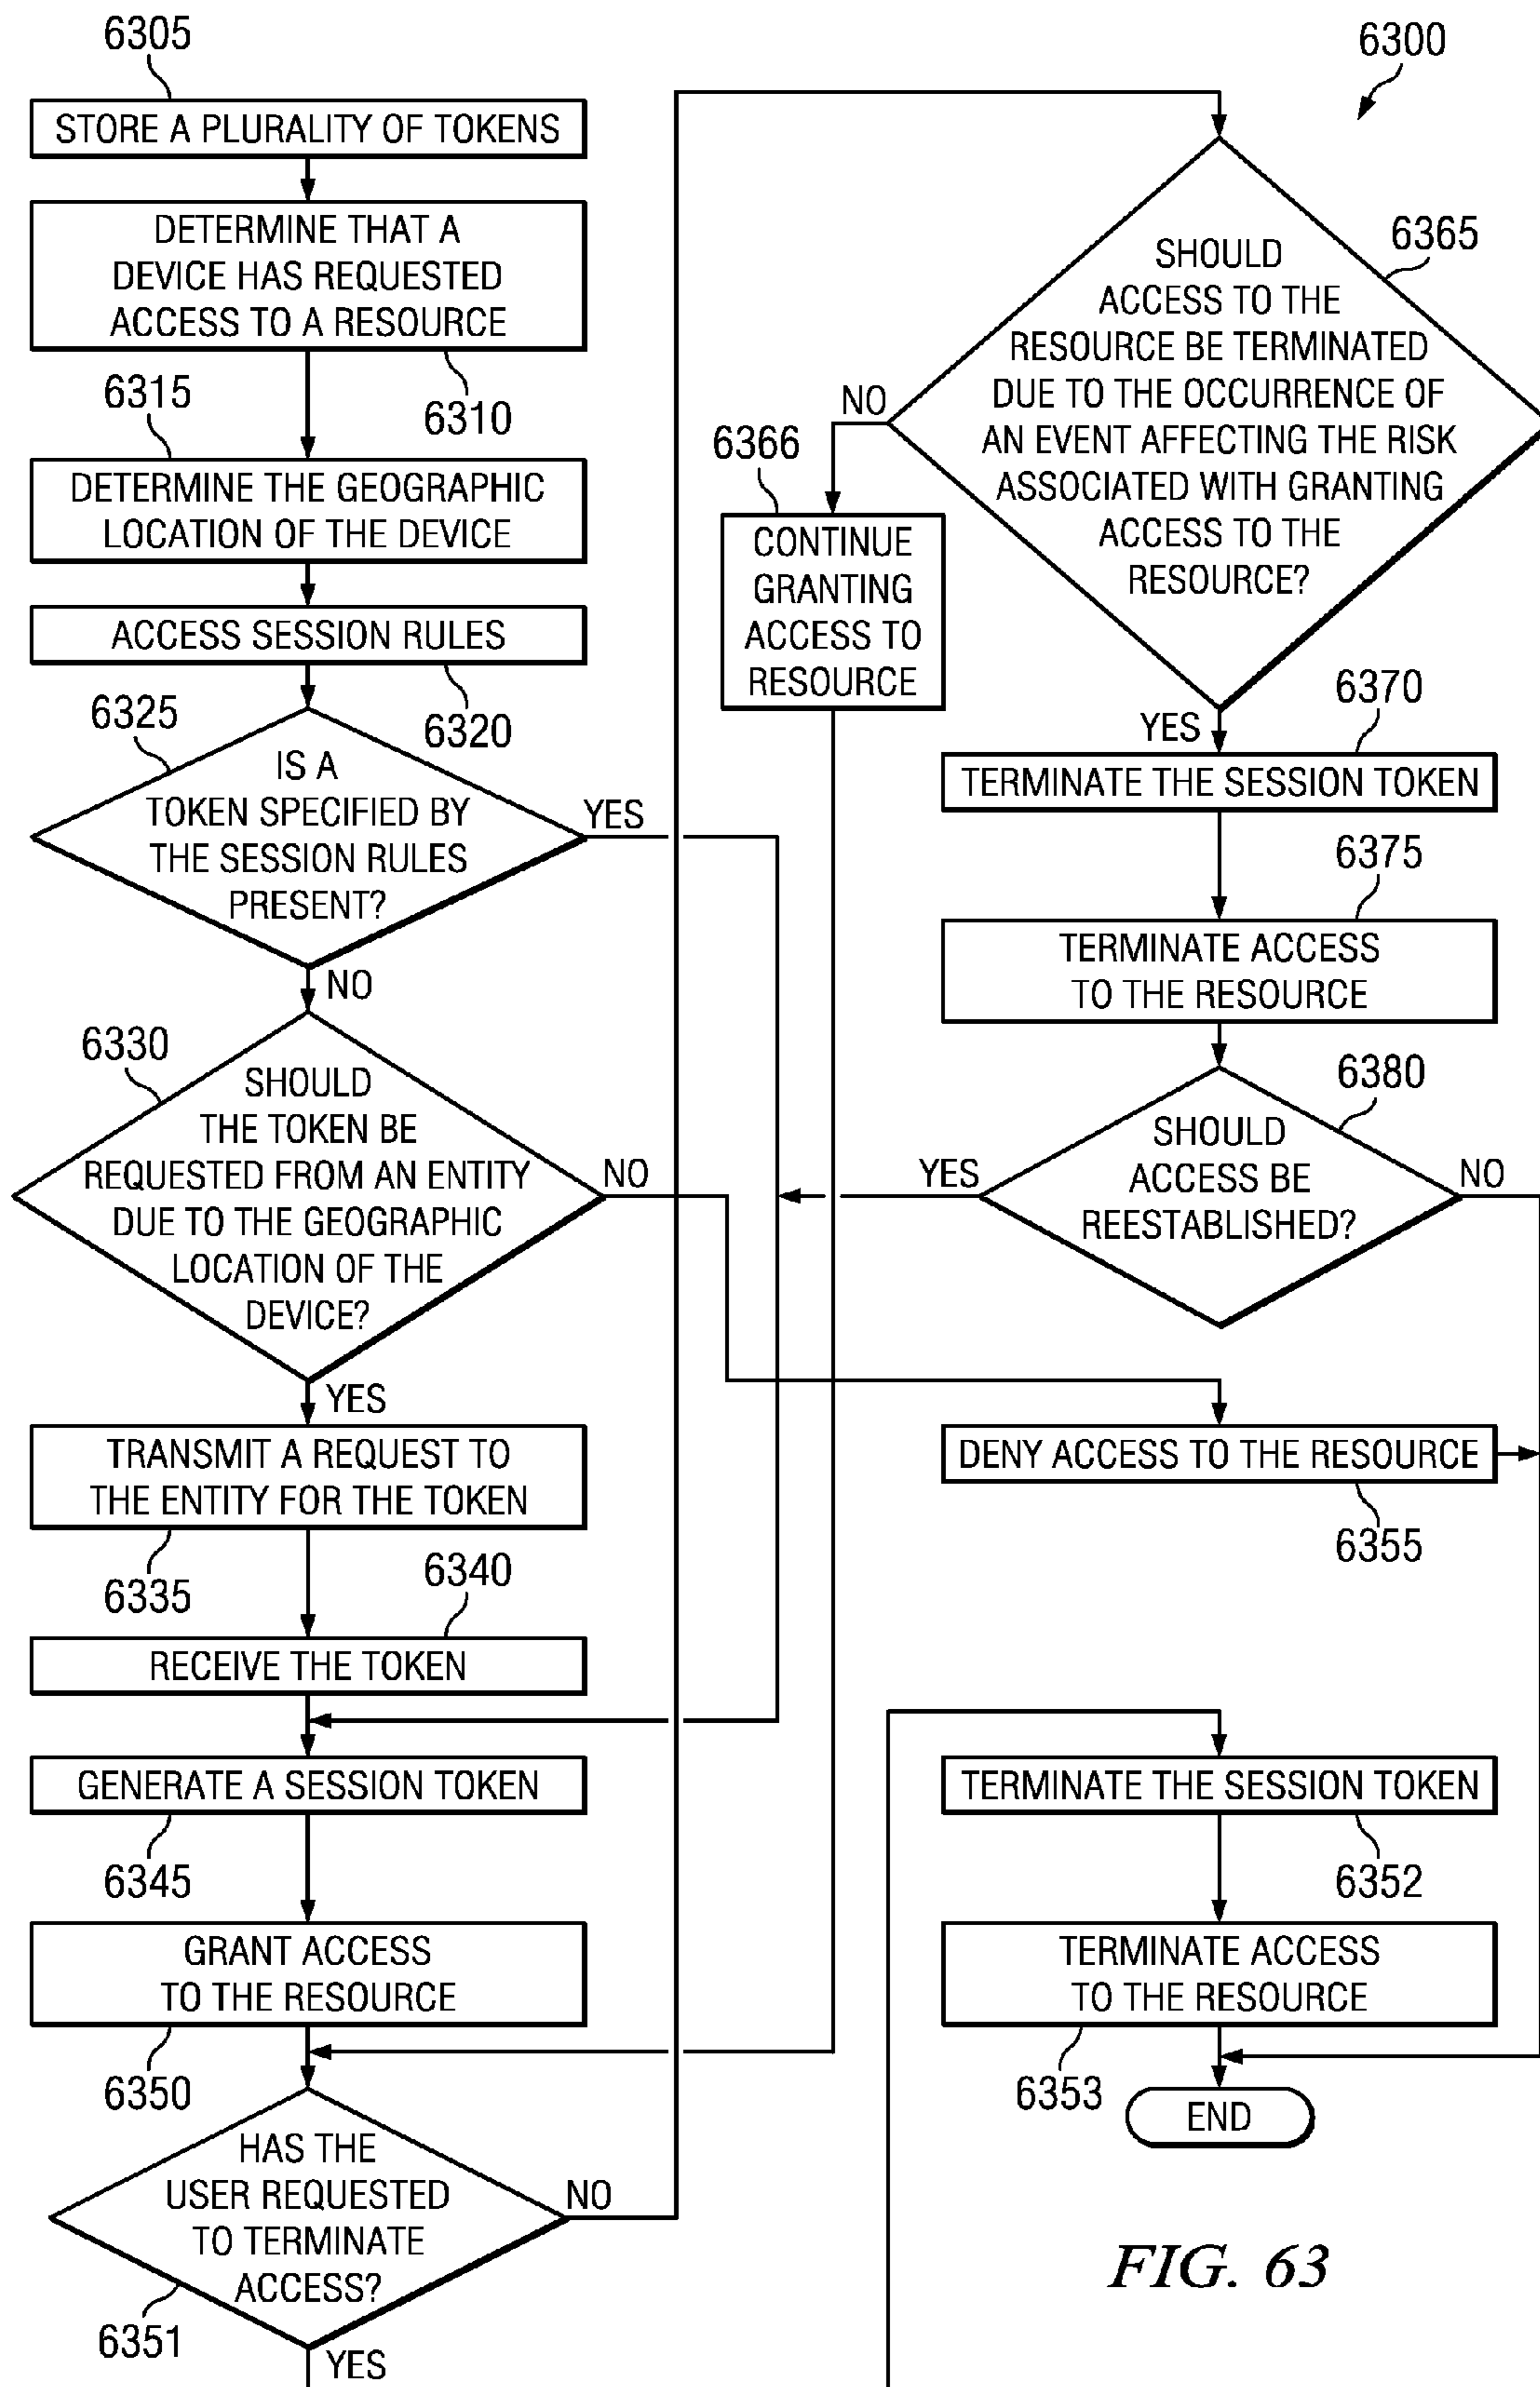 6305
STORE A PLURALITY OF TOKENS
DETERMINE THAT A
DEVICE HAS REQUESTED
ACCESS TO A RESOURCE
6310
6315
DETERMINE THE GEOGRAPHIC
LOCATION OF THE DEVICE
ACCESS SESSION RULES
6320
6325
IS A
TOKEN SPECIFIED BY
THE SESSION RULES
PRESENT?
YES
NO
6330
SHOULD
THE TOKEN BE
REQUESTED FROM AN ENTITY
DUE TO THE GEOGRAPHIC
LOCATION OF THE
DEVICE?
NO
YES
TRANSMIT A REQUEST TO
THE ENTITY FOR THE TOKEN
6335
6340
RECEIVE THE TOKEN
GENERATE A SESSION TOKEN
6345
GRANT ACCESS
TO THE RESOURCE
6350
HAS THE
USER REQUESTED
TO TERMINATE
ACCESS?
NO
6351
YES
6300
6365
SHOULD
ACCESS TO THE
RESOURCE BE TERMINATED
DUE TO THE OCCURRENCE OF
AN EVENT AFFECTING THE RISK
ASSOCIATED WITH GRANTING
ACCESS TO THE
RESOURCE?
NO
6366
CONTINUE
GRANTING
ACCESS TO
RESOURCE
YES
6370
TERMINATE THE SESSION TOKEN
6375
TERMINATE ACCESS
TO THE RESOURCE
6380
SHOULD
ACCESS BE
REESTABLISHED?
YES
NO
DENY ACCESS TO THE RESOURCE
6355
TERMINATE THE SESSION TOKEN
6352
TERMINATE ACCESS
TO THE RESOURCE
6353
END
FIG. 63